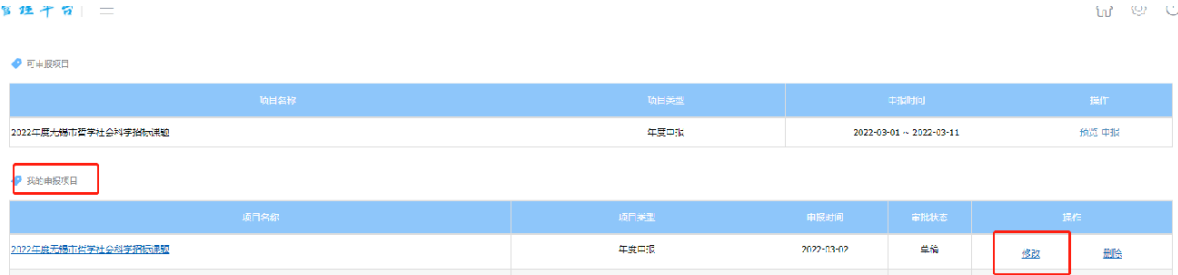 管理平台
可申报项目
项目名称 项目类型 申报时间 操作
2022年度无锡市哲学社会科学招标课题 年度申报 2022-03-01 ~ 2022-03-11 预览 申报
我的申报项目
项目名称 项目类型 申报时间 审批状态 操作
2022年度无锡市哲学社会科学招标课题 年度申报 2022-03-02 草稿 修改 删除